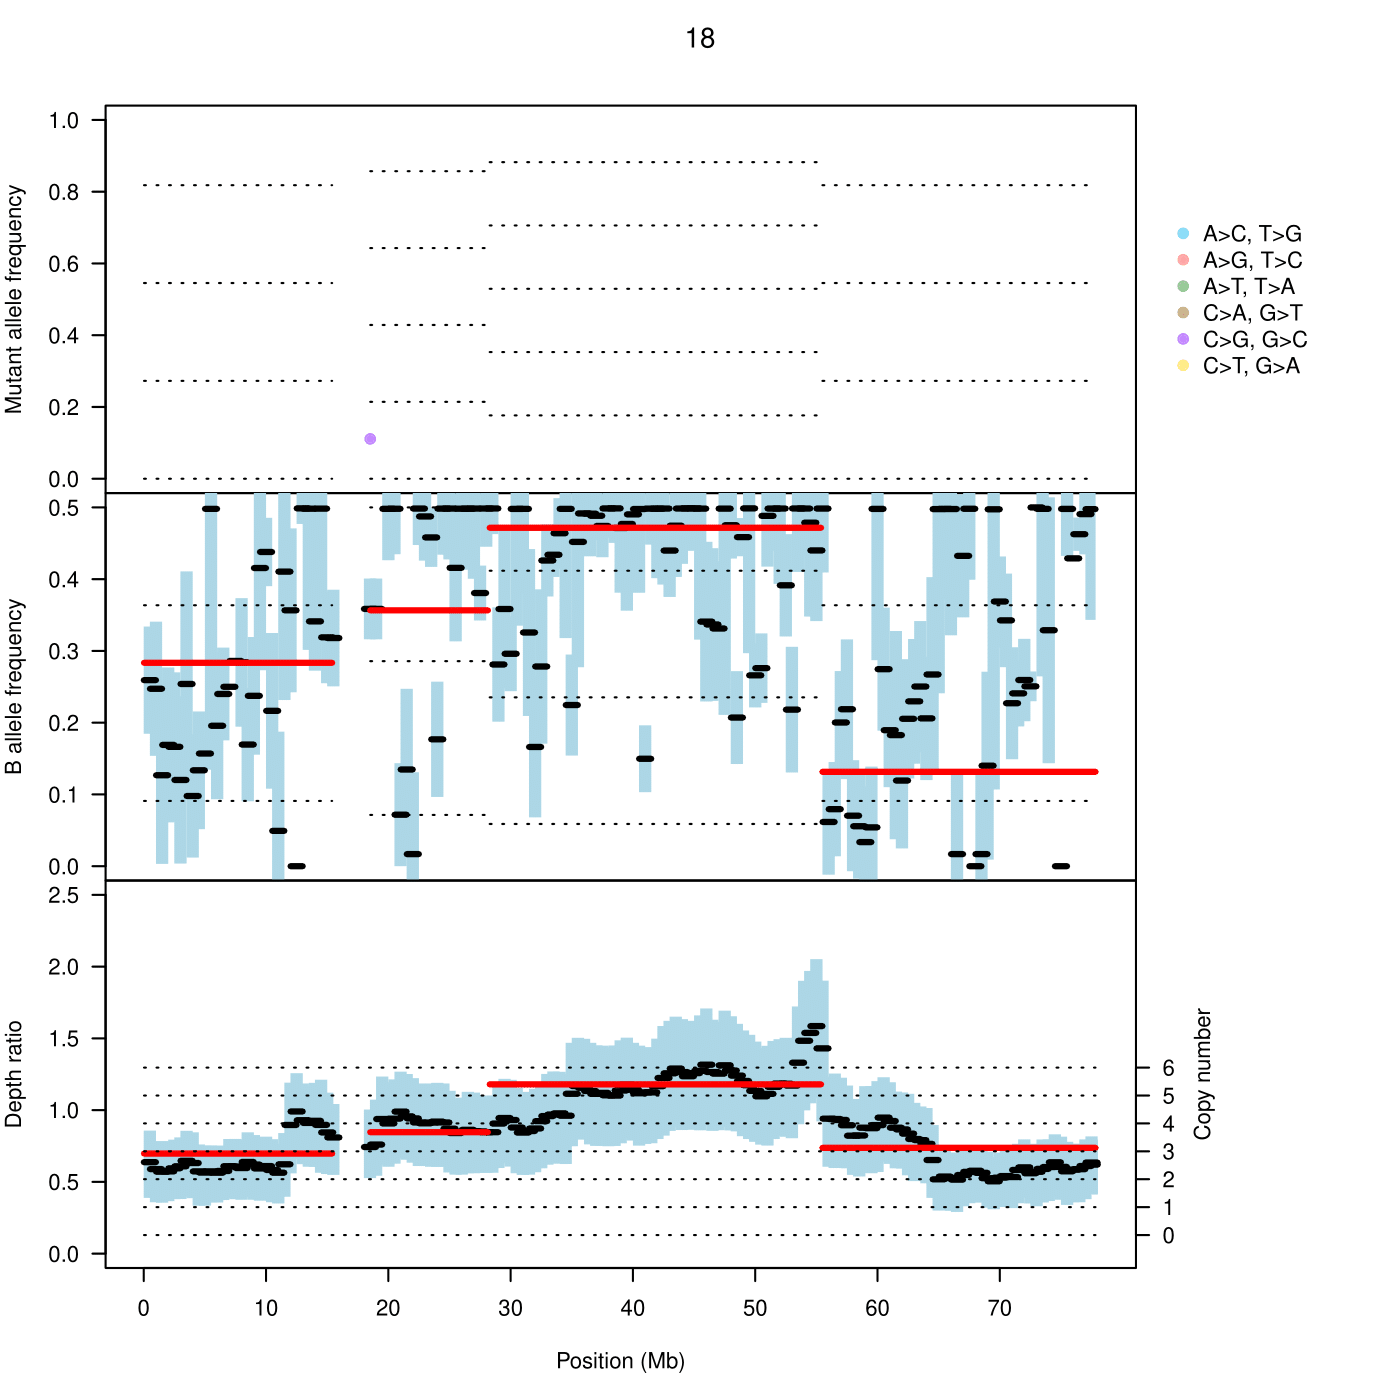 18
Mutant allele frequency
1.0
0.8
0.6
0.4
0.2
0.0
A>C, T>G
A>G, T>C
A>T, T>A
C>A, G>T
C>G, G>C
C>T, G>A
B allele frequency
0.5
0.4
0.3
0.2
0.1
0.0
Depth ratio
2.5
2.0
1.5
1.0
0.5
0.0
6
5
4
3
2
1
0
Copy number
0 10 20 30 40 50 60 70
Position (Mb)